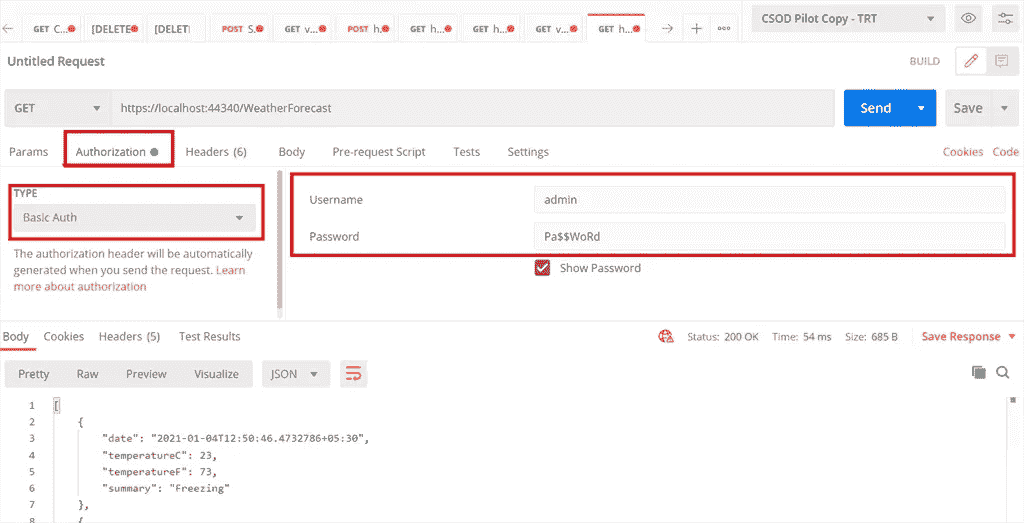 GET C... [DELETE [DELETI POST S... GET v... POST h... GET h... GET h... GET v... GET h... CSOD Pilot Copy - TRT
Untitled Request BUILD
GET https://localhost:44340/WeatherForecast Send Save
Params Authorization Headers (6) Body Pre-request Script Tests Settings Cookies Code
TYPE
Basic Auth
The authorization header will be automatically
generated when you send the request. Learn
more about authorization
Username admin
Password Pa$$WoRd
Show Password
Body Cookies Headers (5) Test Results Status: 200 OK Time: 54 ms Size: 685 B Save Response
Pretty Raw Preview Visualize JSON
1 [
2 {
3 "date": "2021-01-04T12:50:46.4732786+05:30",
4 "temperatureC": 23,
5 "temperatureF": 73,
6 "summary": "Freezing"
7 },
8 {